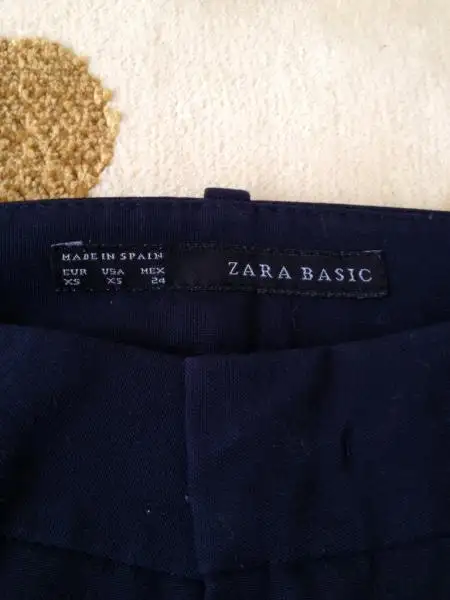 MADE IN SPAIN
EUR USA MEX
XS XS 24
ZARA BASIC